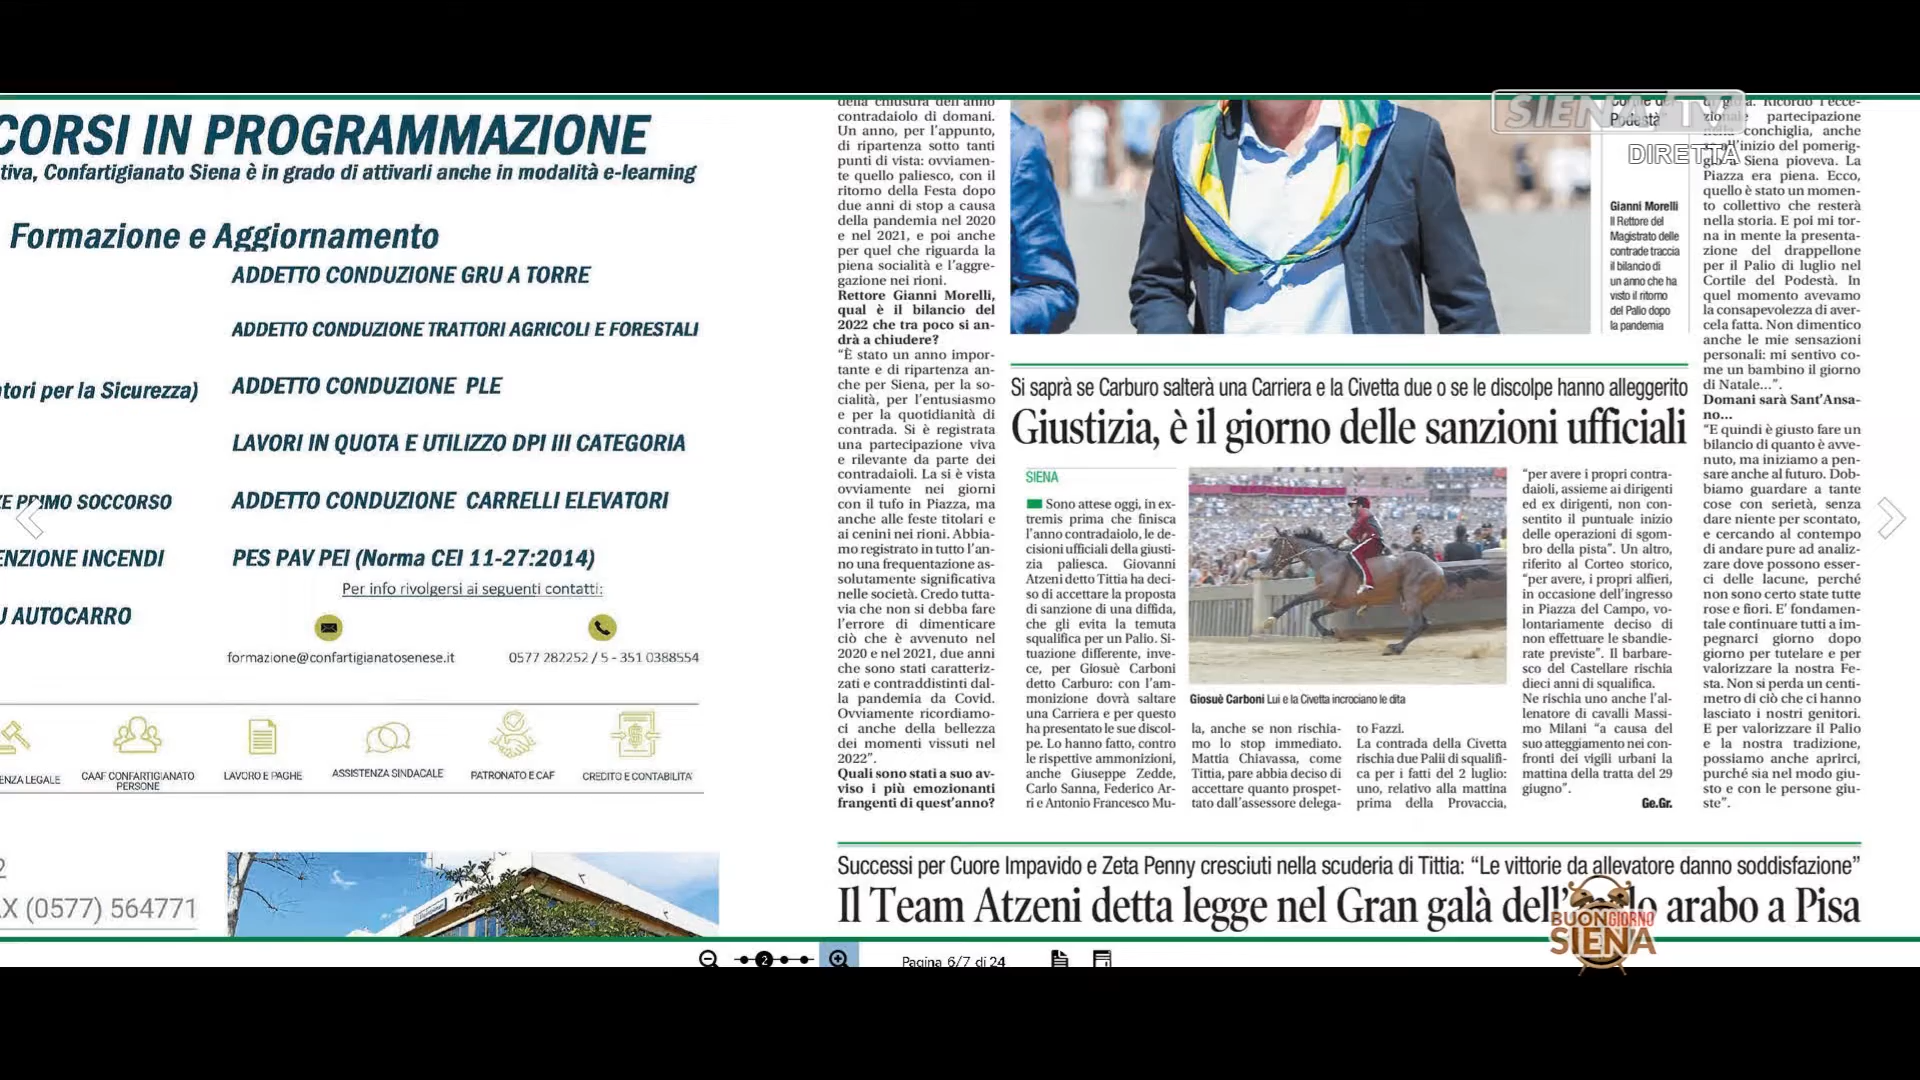 CORSI IN PROGRAMMAZIONE
tiva, Confartigianato Siena è in grado di attivarli anche in modalità e-learning
Formazione e Aggiornamento
ADDETTO CONDUZIONE GRU A TORRE
ADDETTO CONDUZIONE TRATTORI AGRICOLI E FORESTALI
tori per la Sicurezza)
ADDETTO CONDUZIONE PLE
LAVORI IN QUOTA E UTILIZZO DPI III CATEGORIA
ZE PRIMO SOCCORSO
ADDETTO CONDUZIONE CARRELLI ELEVATORI
ENZIONE INCENDI
PES PAV PEI (Norma CEI 11-27:2014)
Per info rivolgersi ai seguenti contatti:
U AUTOCARRO
formazione@confartigianatosenese.it
0577 282252 / 5 - 351 0388554
ENZA LEGALE
CAAF CONFARTIGIANATO
PERSONE
LAVORO E PAGHE
ASSISTENZA SINDACALE
PATRONATO E CAF
CREDITO E CONTABILITA'
2
AX (0577) 564771
della chiusura dell'anno
contradaiolo di domani.
Un anno, per l'appunto,
di ripartenza sotto tanti
punti di vista: ovviamen-
te quello paliesco, con il
ritorno della Festa dopo
due anni di stop a causa
della pandemia nel 2020
e nel 2021, e poi anche
per quel che riguarda la
piena socialità e l'aggre-
gazione nei rioni.
Rettore Gianni Morelli,
qual è il bilancio del
2022 che tra poco si an-
drà a chiudere?
"È stato un anno impor-
tante e di ripartenza an-
che per Siena, per la so-
cialità, per l'entusiasmo
e per la quotidianità di
contrada. Si è registrata
una partecipazione viva
e rilevante da parte dei
contradaioli. La si è vista
ovviamente nei giorni
con il tufo in Piazza, ma
anche alle feste titolari e
ai cenini nei rioni. Abbia-
mo registrato in tutto l'an-
no una frequentazione as-
solutamente significativa
nelle società. Credo tutta-
via che non si debba fare
l'errore di dimenticare
ciò che è avvenuto nel
2020 e nel 2021, due anni
che sono stati caratteriz-
zati e contraddistinti dal-
la pandemia da Covid.
Ovviamente ricordiamo-
ci anche della bellezza
dei momenti vissuti nel
2022".
Quali sono stati a suo av-
viso i più emozionanti
frangenti di quest'anno?
Cortile del
Podestà
Gianni Morelli
Il Rettore del
Magistrato delle
contrade traccia
il bilancio di
un anno che ha
visto il ritorno
del Palio dopo
la pandemia
Si saprà se Carburo salterà una Carriera e la Civetta due o se le discolpe hanno alleggerito
Giustizia, è il giorno delle sanzioni ufficiali
SIENA
Sono attese oggi, in ex-
tremis prima che finisca
l'anno contradaiolo, le de-
cisioni ufficiali della giusti-
zia paliesca. Giovanni
Atzeni detto Tittia ha deci-
so di accettare la proposta
di sanzione di una diffida,
che gli evita la temuta
squalifica per un Palio. Si-
tuazione differente, inve-
ce, per Giosuè Carboni
detto Carburo: con l'am-
monizione dovrà saltare
una Carriera e per questo
ha presentato le sue discol-
pe. Lo hanno fatto, contro
le rispettive ammonizioni,
anche Giuseppe Zedde,
Carlo Sanna, Federico Ar-
ri e Antonio Francesco Mu-
Giosuè Carboni Lui e la Civetta incrociano le dita
la, anche se non rischia-
mo lo stop immediato.
Mattia Chiavassa, come
Tittia, pare abbia deciso di
accettare quanto prospet-
tato dall'assessore delega-
to Fazzi.
La contrada della Civetta
rischia due Palii di squalifi-
ca per i fatti del 2 luglio:
uno, relativo alla mattina
prima della Provaccia,
"per avere i propri contra-
daioli, assieme ai dirigenti
ed ex dirigenti, non con-
sentito il puntuale inizio
delle operazioni di sgom-
bro della pista". Un altro,
riferito al Corteo storico,
"per avere, i propri alfieri,
in occasione dell'ingresso
in Piazza del Campo, vo-
lontariamente deciso di
non effettuare le sbandie-
rate previste". Il barbare-
sco del Castellare rischia
dieci anni di squalifica.
Ne rischia uno anche l'al-
lenatore di cavalli Massi-
mo Milani "a causa del
suo atteggiamento nei con-
fronti dei vigili urbani la
mattina della tratta del 29
giugno".
Ge.Gr.
di gioia. Ricordo l'ecce-
zionale partecipazione
nella conchiglia, anche
se all'inizio del pomerig-
gio a Siena pioveva. La
Piazza era piena. Ecco,
quello è stato un momen-
to collettivo che resterà
nella storia. E poi mi tor-
na in mente la presenta-
zione del drappellone
per il Palio di luglio nel
Cortile del Podestà. In
quel momento avevamo
la consapevolezza di aver-
cela fatta. Non dimentico
anche le mie sensazioni
personali: mi sentivo co-
me un bambino il giorno
di Natale...".
Domani sarà Sant'Ansa-
no...
"E quindi è giusto fare un
bilancio di quanto è avve-
nuto, ma iniziamo a pen-
sare anche al futuro. Dob-
biamo guardare a tante
cose con serietà, senza
dare niente per scontato,
e cercando al contempo
di andare pure ad analiz-
zare dove possono esser-
ci delle lacune, perché
non sono certo state tutte
rose e fiori. E' fondamen-
tale continuare tutti a im-
pegnarci giorno dopo
giorno per tutelare e per
valorizzare la nostra Fe-
sta. Non si perda un centi-
metro di ciò che ci hanno
lasciato i nostri genitori.
E per valorizzare il Palio
e la nostra tradizione,
possiamo anche aprirci,
purché sia nel modo giu-
sto e con le persone giu-
ste".
Successi per Cuore Impavido e Zeta Penny cresciuti nella scuderia di Tittia: "Le vittorie da allevatore danno soddisfazione"
Il Team Atzeni detta legge nel Gran galà dell' arabo a Pisa
SIENA TV
DIRETTA
BUONGIORNO
SIENA
2
Pagina 6/7 di 24